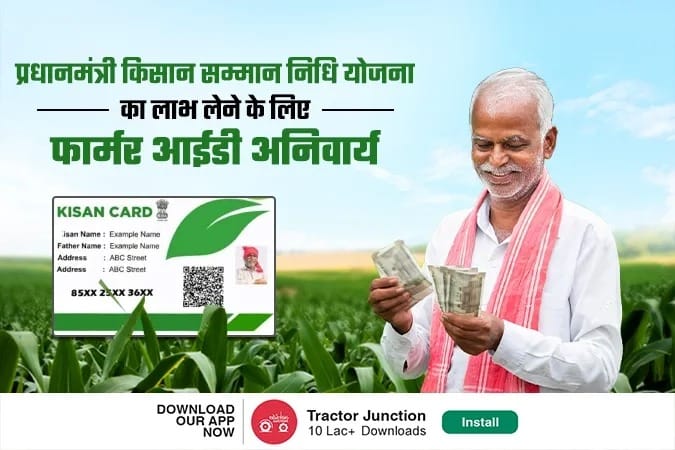 प्रधानमंत्री किसान सम्मान निधि योजना
का लाभ लेने के लिए
फार्मर आईडी अनिवार्य
KISAN CARD
Kisan Name : Example Name
Father Name : Example Name
Address : ABC Street
Address : ABC Street
85XX 25XX 36XX
DOWNLOAD
OUR APP
NOW
Tractor Junction
10 Lac+ Downloads
Install